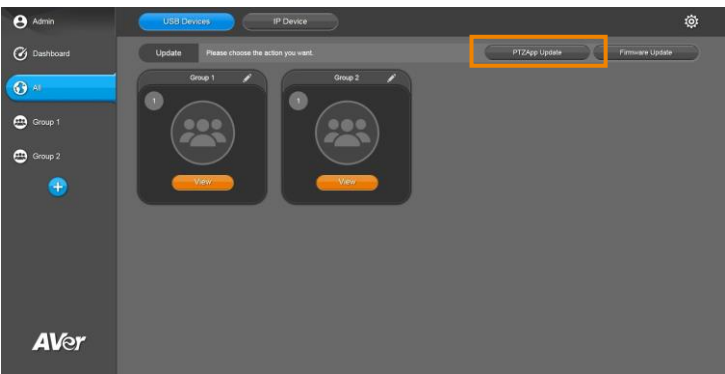 Admin
USB Devices
IP Device
Dashboard
Update
Please choose the action you want.
PTZApp Update
Firmware Update
All
Group 1
Group 2
Group 1
1
View
Group 2
1
View
AVer